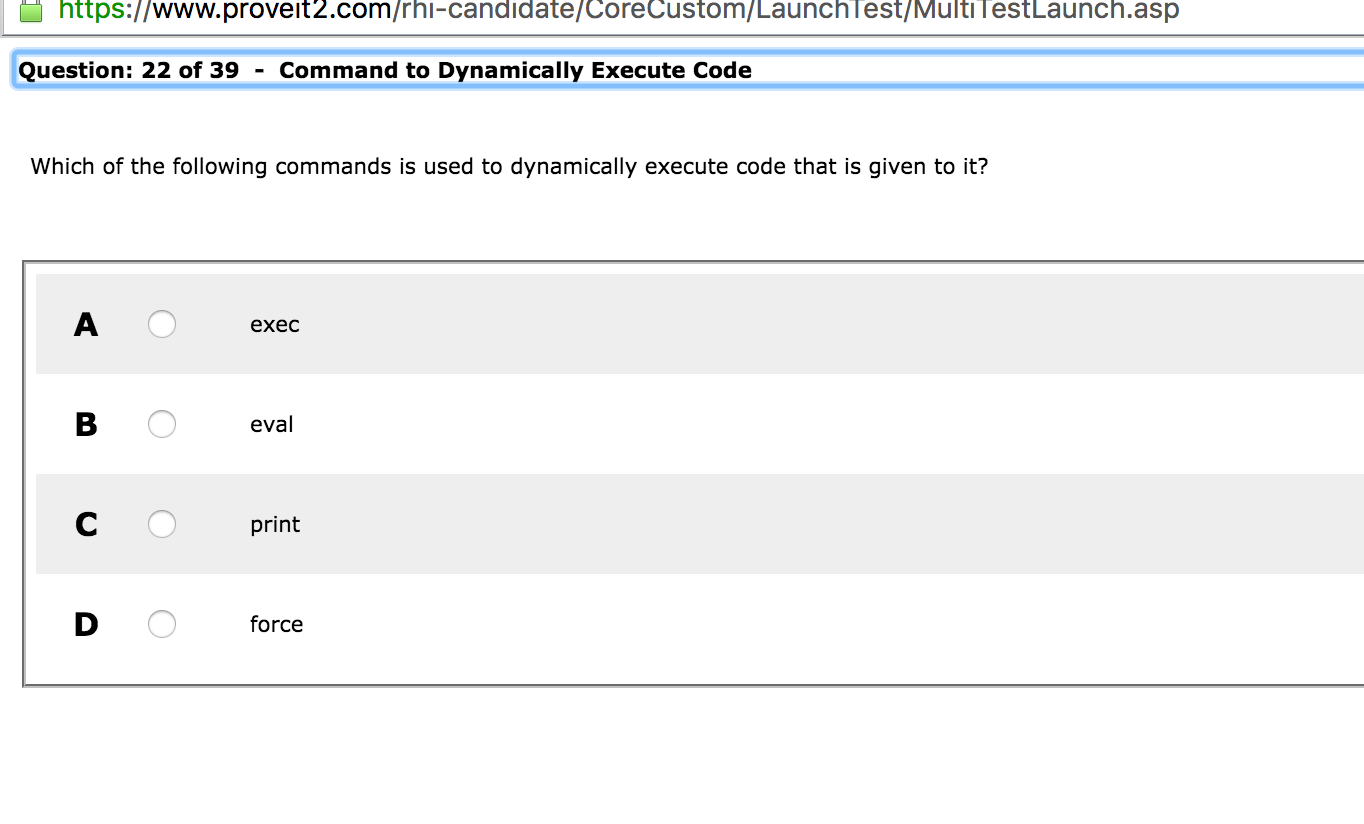 https://www.proveit2.com/rhi-candidate/CoreCustom/LaunchTest/MultiTestLaunch.asp
Question: 22 of 39 - Command to Dynamically Execute Code
Which of the following commands is used to dynamically execute code that is given to it?
A exec
B eval
C print
D force